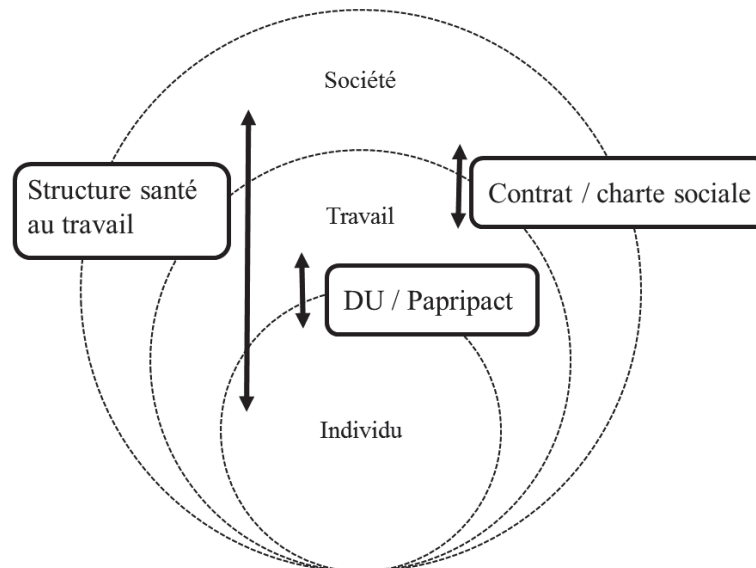 Société
Structure santé
au travail
Contrat / charte sociale
Travail
DU / Papripact
Individu